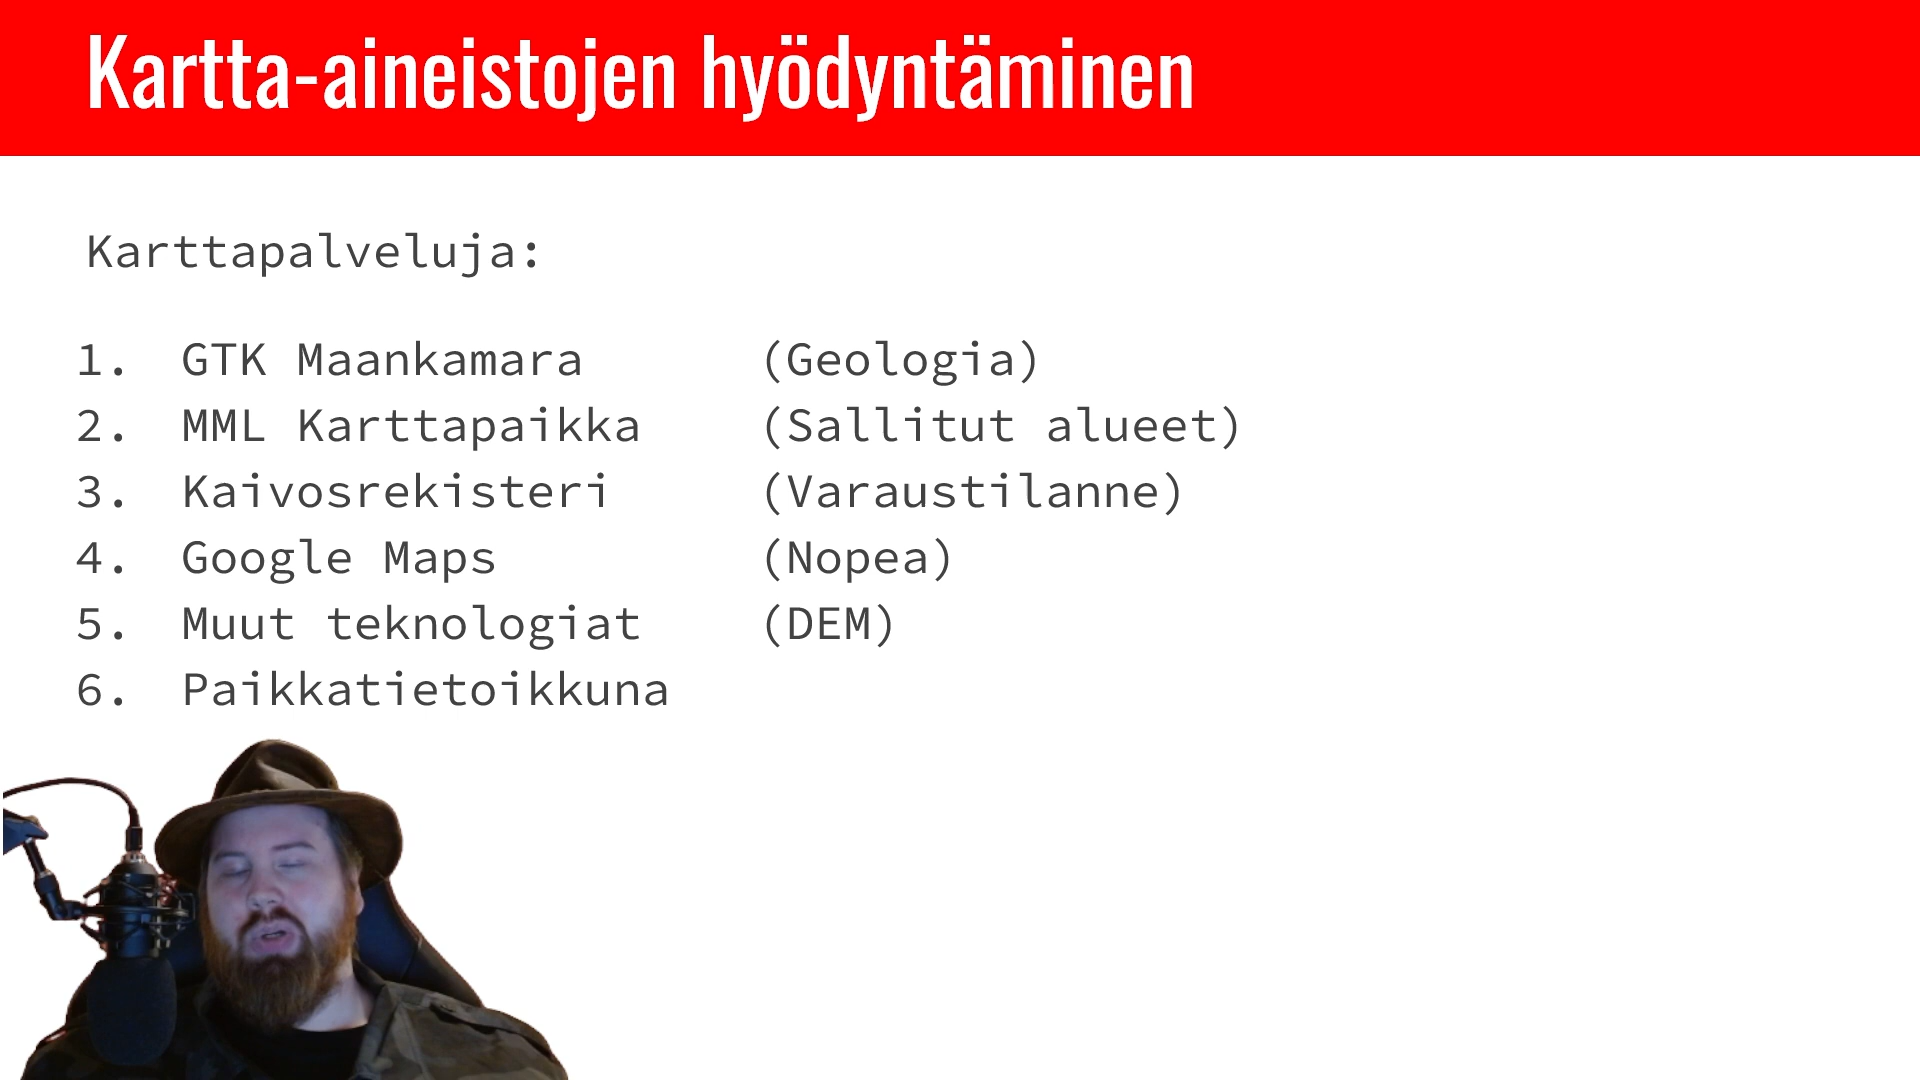 Kartta-aineistojen hyödyntäminen
Karttapalveluja:
1. GTK Maankamara (Geologia)
2. MML Karttapaikka (Sallitut alueet)
3. Kaivosrekisteri (Varaustilanne)
4. Google Maps (Nopea)
5. Muut teknologiat (DEM)
6. Paikkatietoikkuna